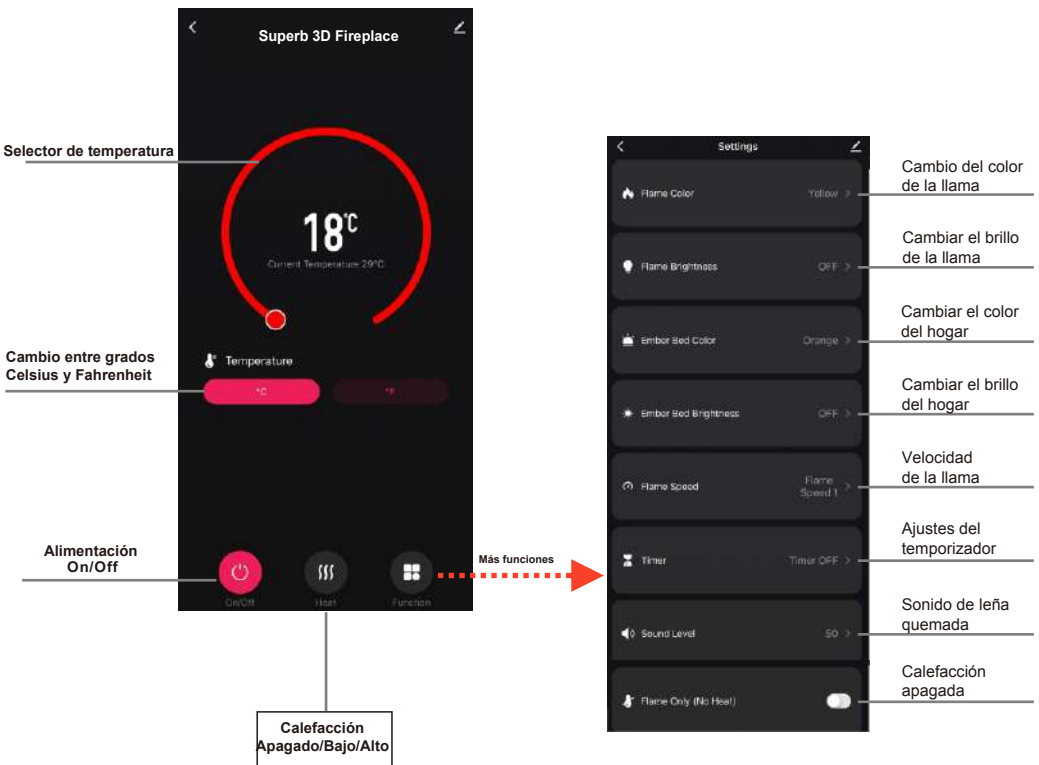 Superb 3D Fireplace
Selector de temperatura
18°C
Current Temperature 29°C
Cambio entre grados
Celsius y Fahrenheit
Temperature
°C
°F
Alimentación
On/Off
On/Off
Heat
Function
Más funciones
Calefacción
Apagado/Bajo/Alto
Settings
Flame Color
Yellow
Cambio del color
de la llama
Flame Brightness
OFF
Cambiar el brillo
de la llama
Ember Bed Color
Orange
Cambiar el color
del hogar
Ember Bed Brightness
OFF
Cambiar el brillo
del hogar
Flame Speed
Flame
Speed 1
Velocidad
de la llama
Timer
Timer OFF
Ajustes del
temporizador
Sound Level
50
Sonido de leña
quemada
Flame Only (No Heat)
Calefacción
apagada